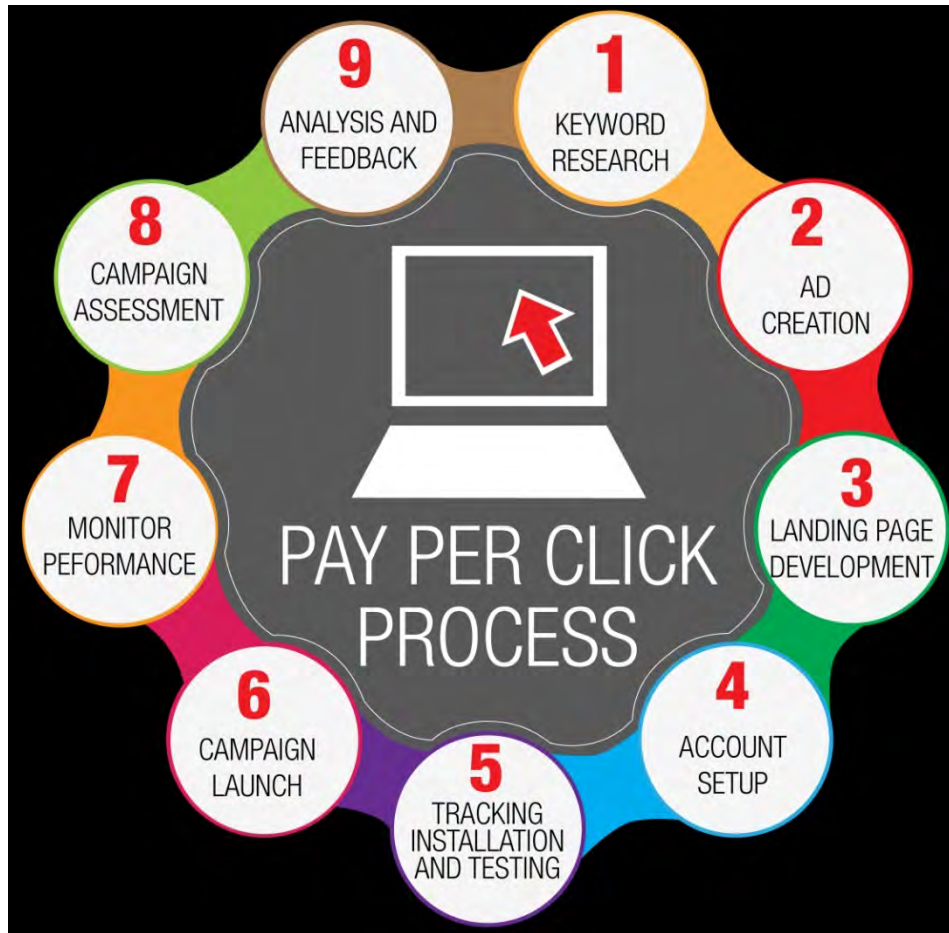 PAY PER CLICK
PROCESS
1
KEYWORD
RESEARCH
2
AD
CREATION
3
LANDING PAGE
DEVELOPMENT
4
ACCOUNT
SETUP
5
TRACKING
INSTALLATION
AND TESTING
6
CAMPAIGN
LAUNCH
7
MONITOR
PEFORMANCE
8
CAMPAIGN
ASSESSMENT
9
ANALYSIS AND
FEEDBACK